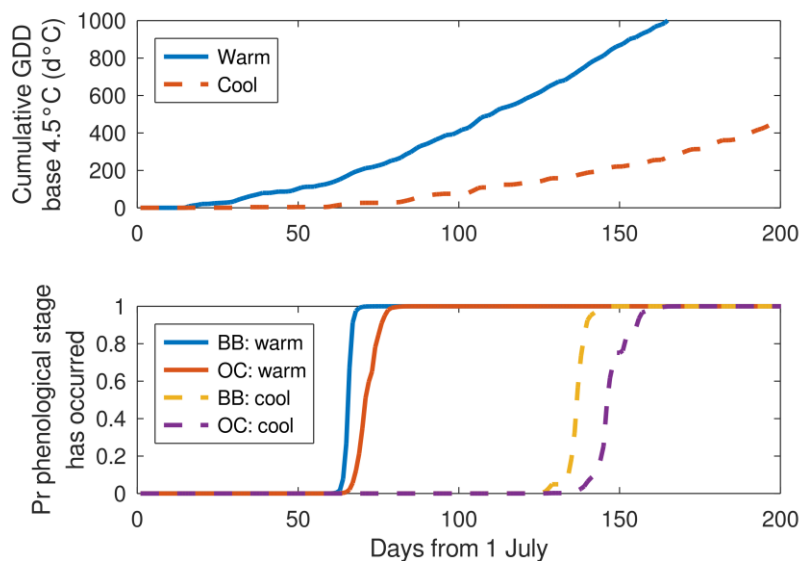 Cumulative GDD
base 4.5°C (d°C)
1000
800
600
400
200
0
Warm
Cool
0 50 100 150 200
Pr phenological stage
has occurred
1
0.8
0.6
0.4
0.2
0
BB: warm
OC: warm
BB: cool
OC: cool
0 50 100 150 200
Days from 1 July